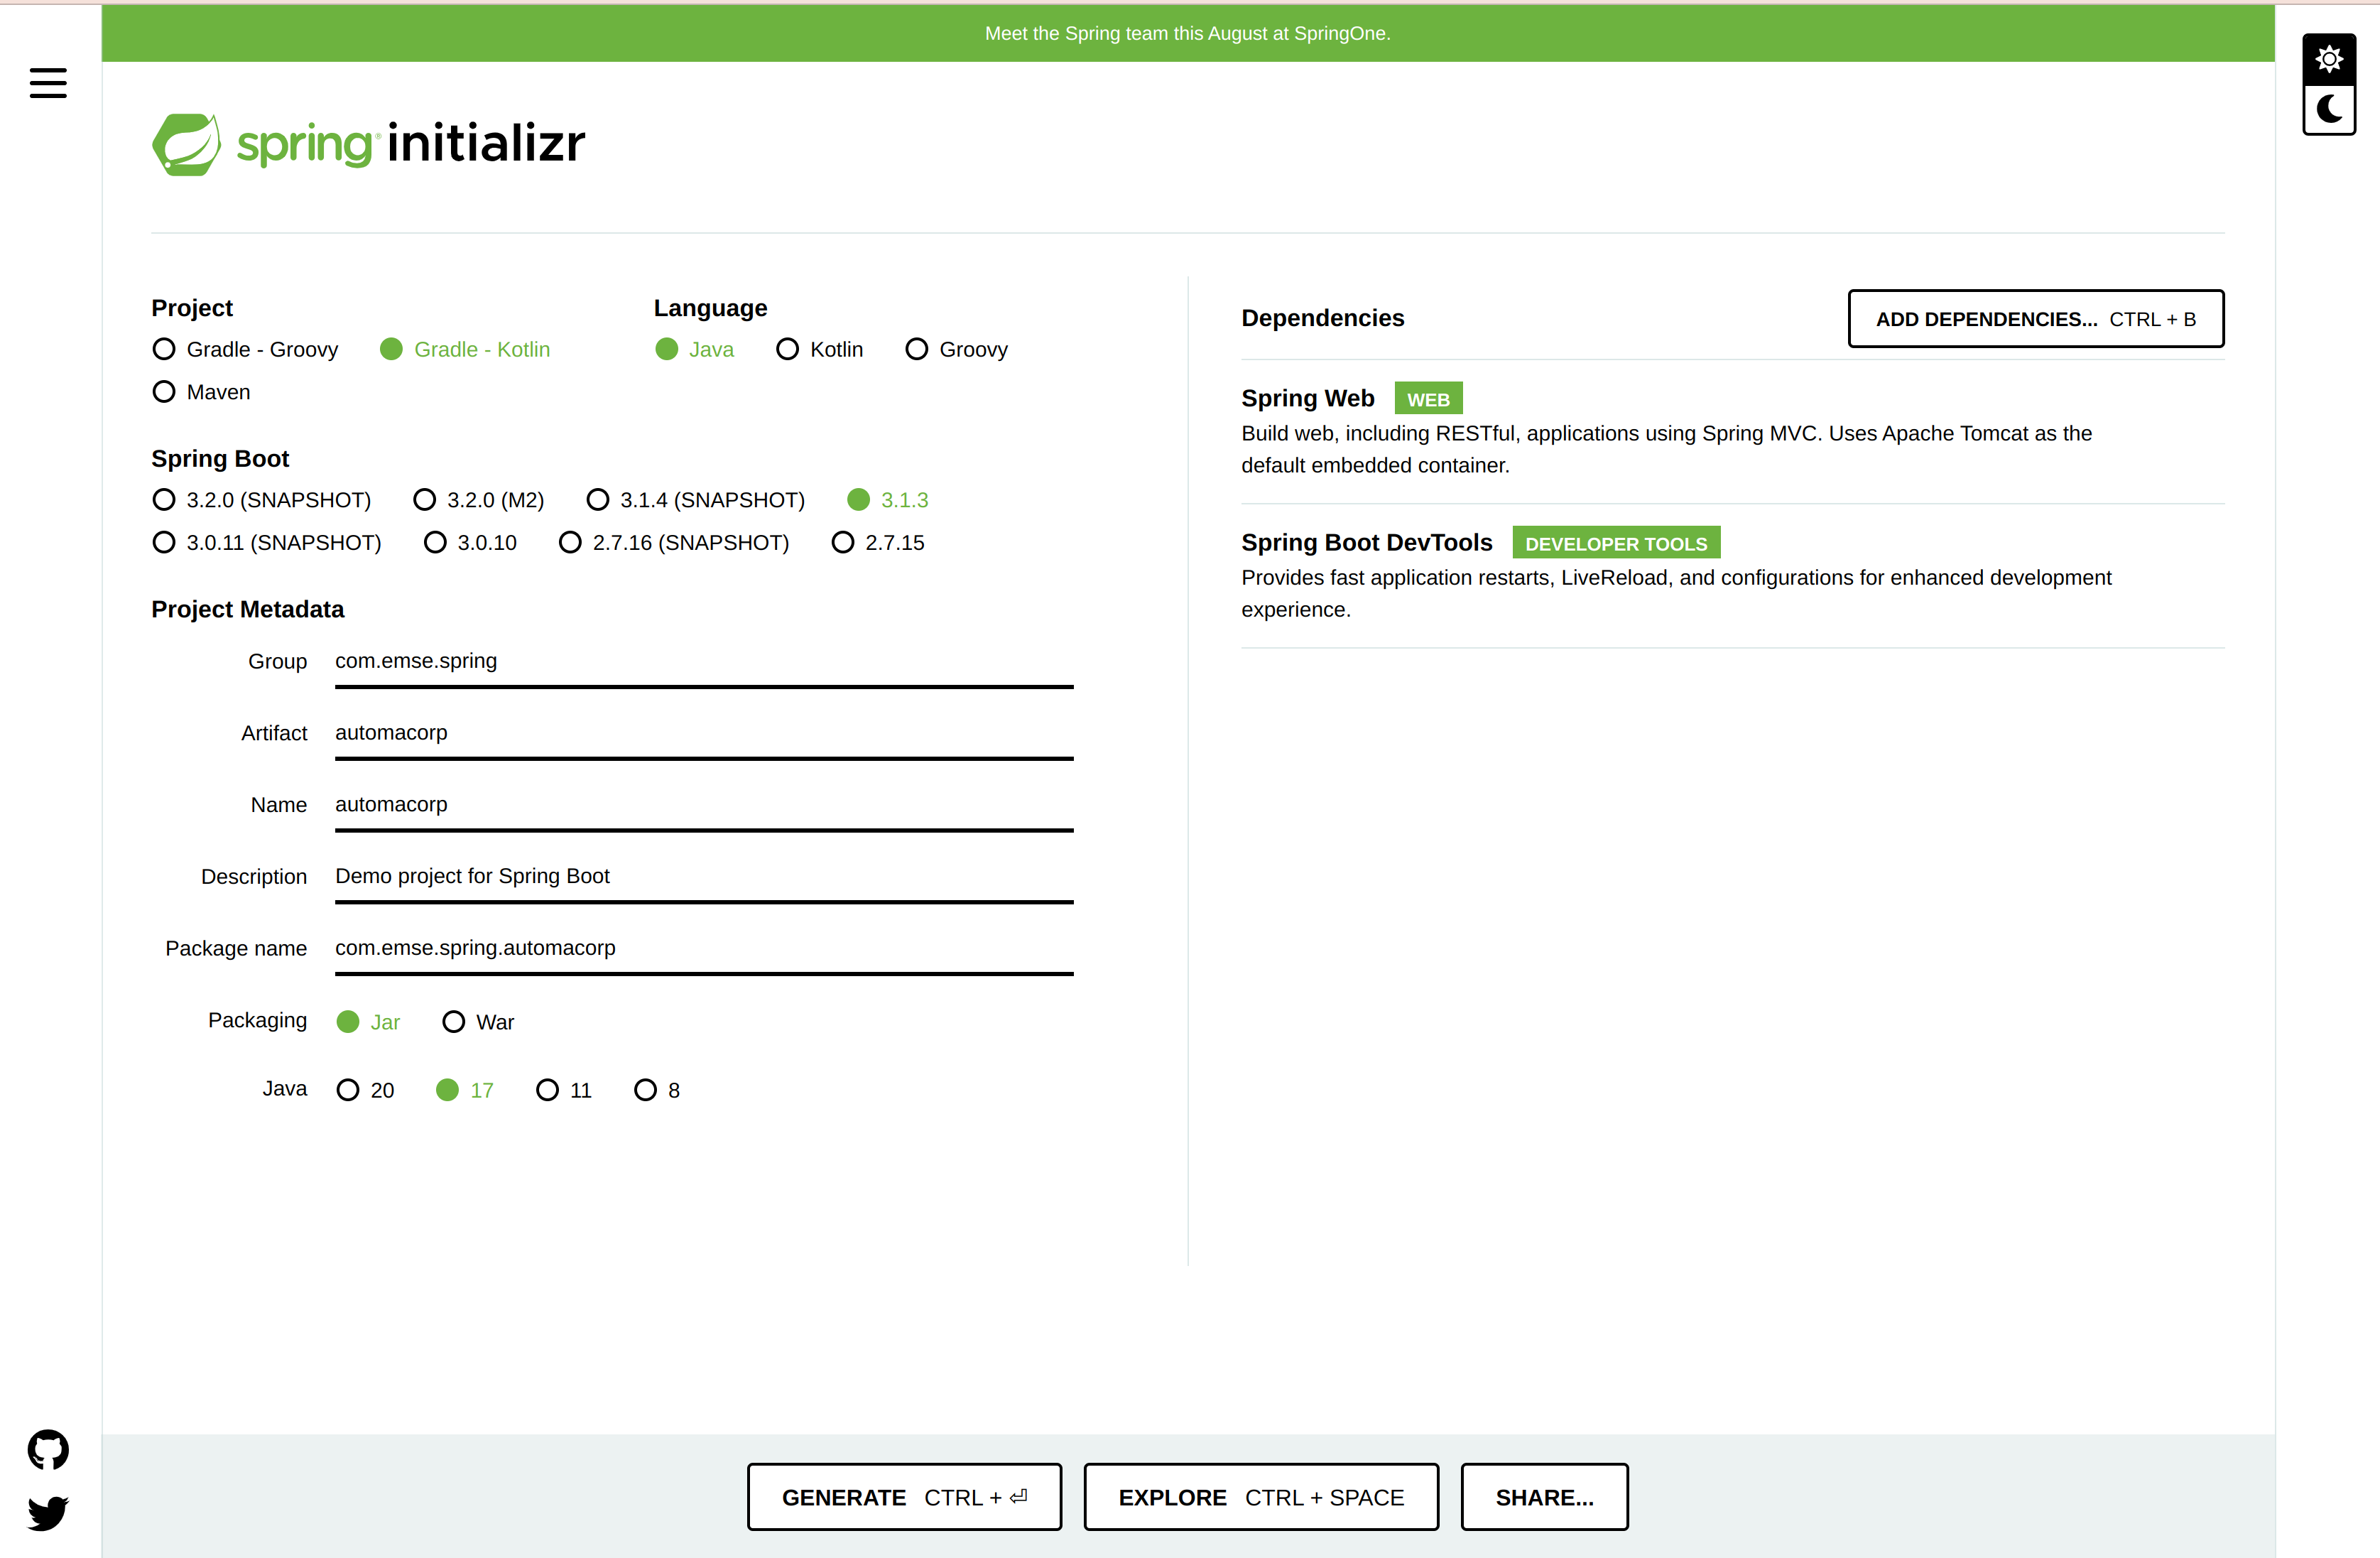 Meet the Spring team this August at SpringOne.
spring® initializr
Project
Gradle - Groovy Gradle - Kotlin
Maven
Language
Java Kotlin Groovy
Spring Boot
3.2.0 (SNAPSHOT) 3.2.0 (M2) 3.1.4 (SNAPSHOT) 3.1.3
3.0.11 (SNAPSHOT) 3.0.10 2.7.16 (SNAPSHOT) 2.7.15
Project Metadata
Group com.emse.spring
Artifact automacorp
Name automacorp
Description Demo project for Spring Boot
Package name com.emse.spring.automacorp
Packaging Jar War
Java 20 17 11 8
Dependencies
ADD DEPENDENCIES... CTRL + B
Spring Web WEB
Build web, including RESTful, applications using Spring MVC. Uses Apache Tomcat as the
default embedded container.
Spring Boot DevTools DEVELOPER TOOLS
Provides fast application restarts, LiveReload, and configurations for enhanced development
experience.
GENERATE CTRL + ⏎
EXPLORE CTRL + SPACE
SHARE...